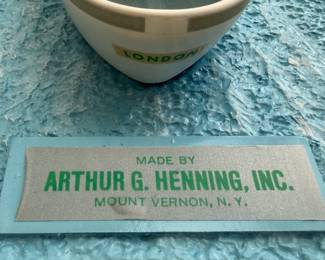 LONDON
MADE BY
ARTHUR G. HENNING, INC.
MOUNT VERNON, N. Y.